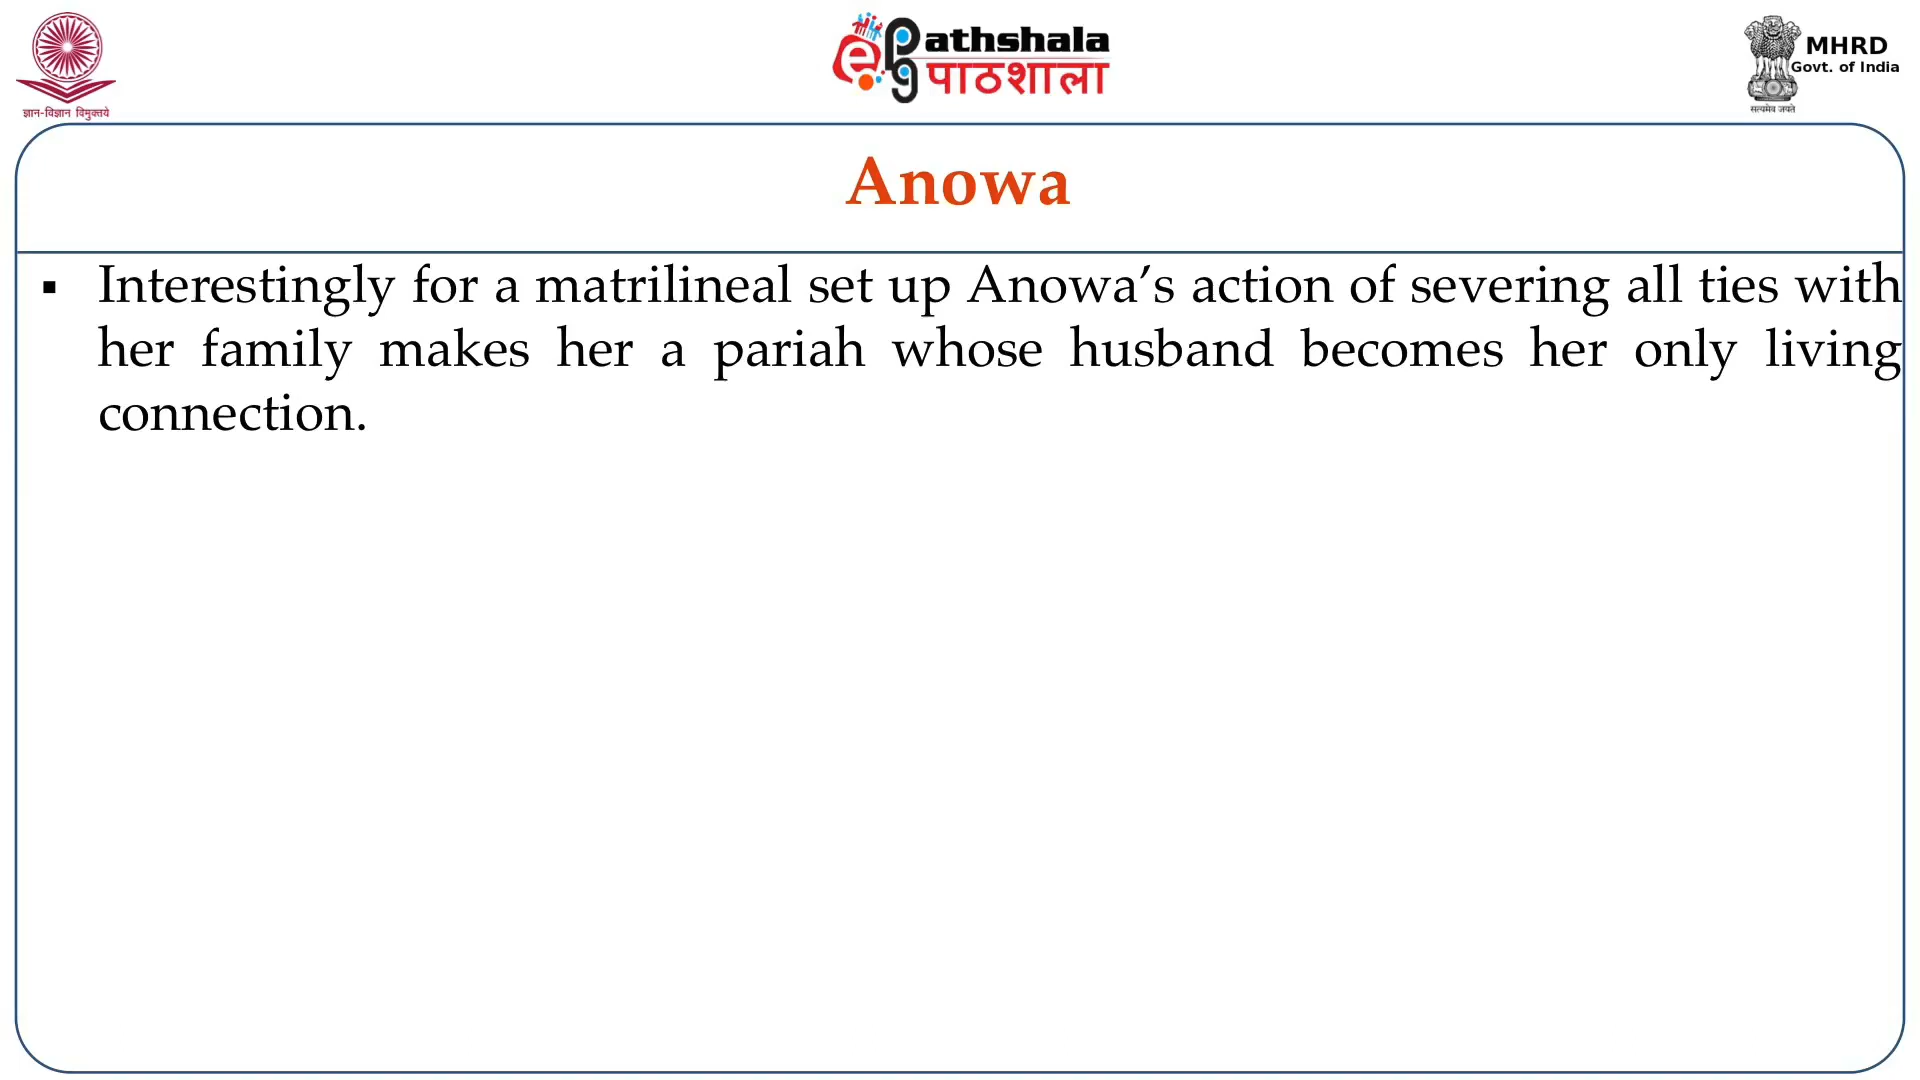 ज्ञान-विज्ञान विमुक्तये
e PG Pathshala
पाठशाला
MHRD
Govt. of India
सत्यमेव जयते
Anowa
▪ Interestingly for a matrilineal set up Anowa’s action of severing all ties with
her family makes her a pariah whose husband becomes her only living
connection.